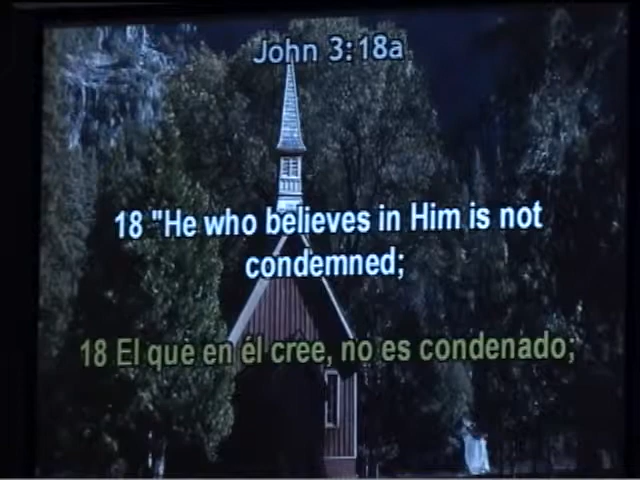 John 3:18a
18 "He who believes in Him is not
condemned;
18 El que en él cree, no es condenado;